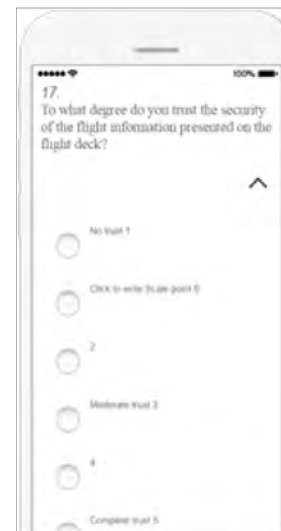 100%
17.
To what degree do you trust the security
of the flight information presented on the
flight deck?
No trust 1
Click to write Scale point 6
2
Moderate trust 3
4
Complete trust 5